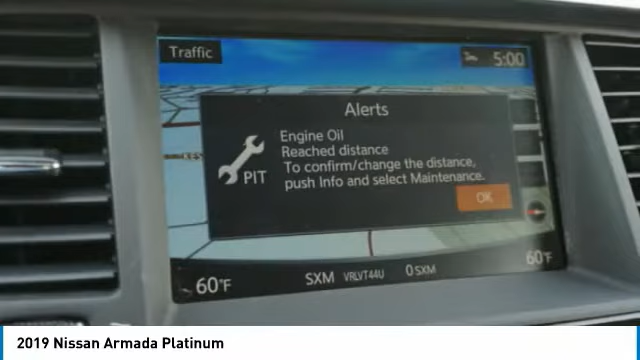 Traffic
5:00
Alerts
Engine Oil
Reached distance
To confirm/change the distance,
push Info and select Maintenance.
PIT
OK
60°F
SXM VRLVT44U 0 SXM
60°F
2019 Nissan Armada Platinum